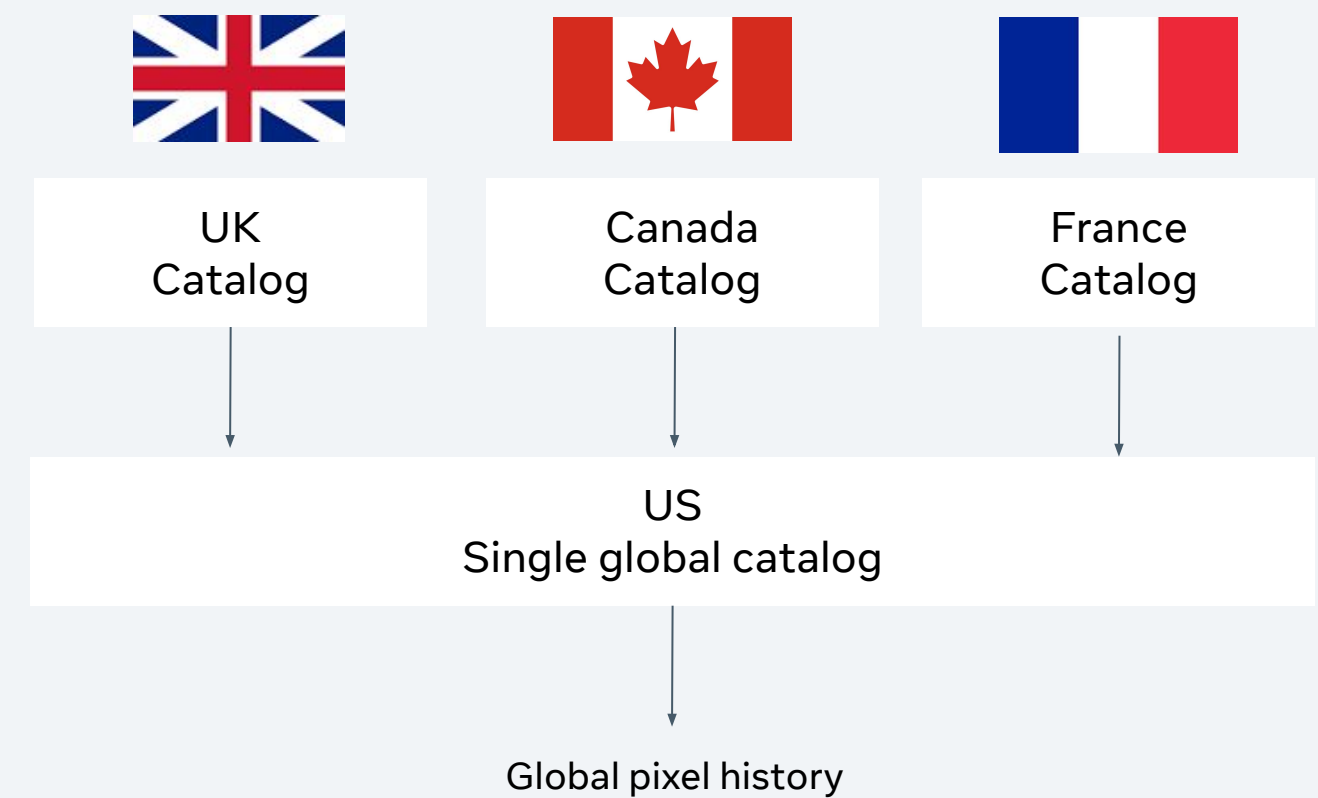 UK
Catalog
Canada
Catalog
France
Catalog
US
Single global catalog
Global pixel history